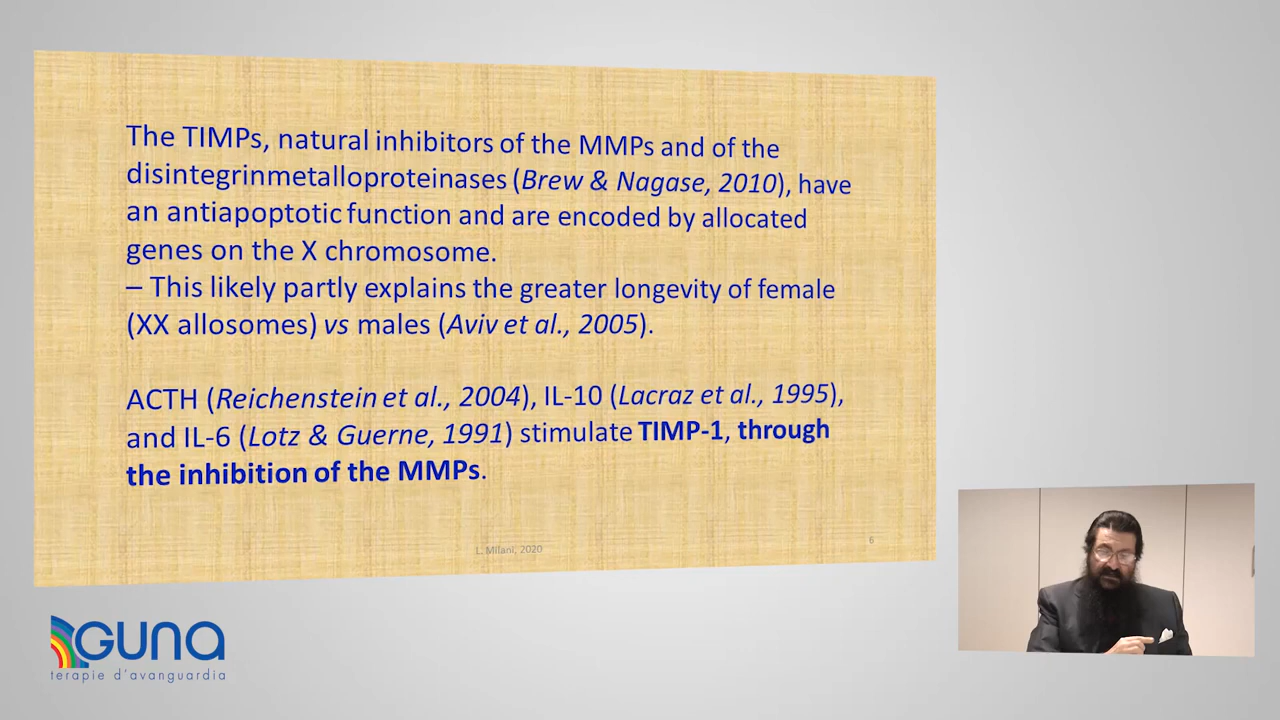 The TIMPs, natural inhibitors of the MMPs and of the
disintegrinmetalloproteinases (Brew & Nagase, 2010), have
an antiapoptotic function and are encoded by allocated
genes on the X chromosome.
– This likely partly explains the greater longevity of female
(XX allosomes) vs males (Aviv et al., 2005).
ACTH (Reichenstein et al., 2004), IL-10 (Lacraz et al., 1995),
and IL-6 (Lotz & Guerne, 1991) stimulate TIMP-1, through
the inhibition of the MMPs.
L. Milani, 2020
6
GUNA
terapie d'avanguardia